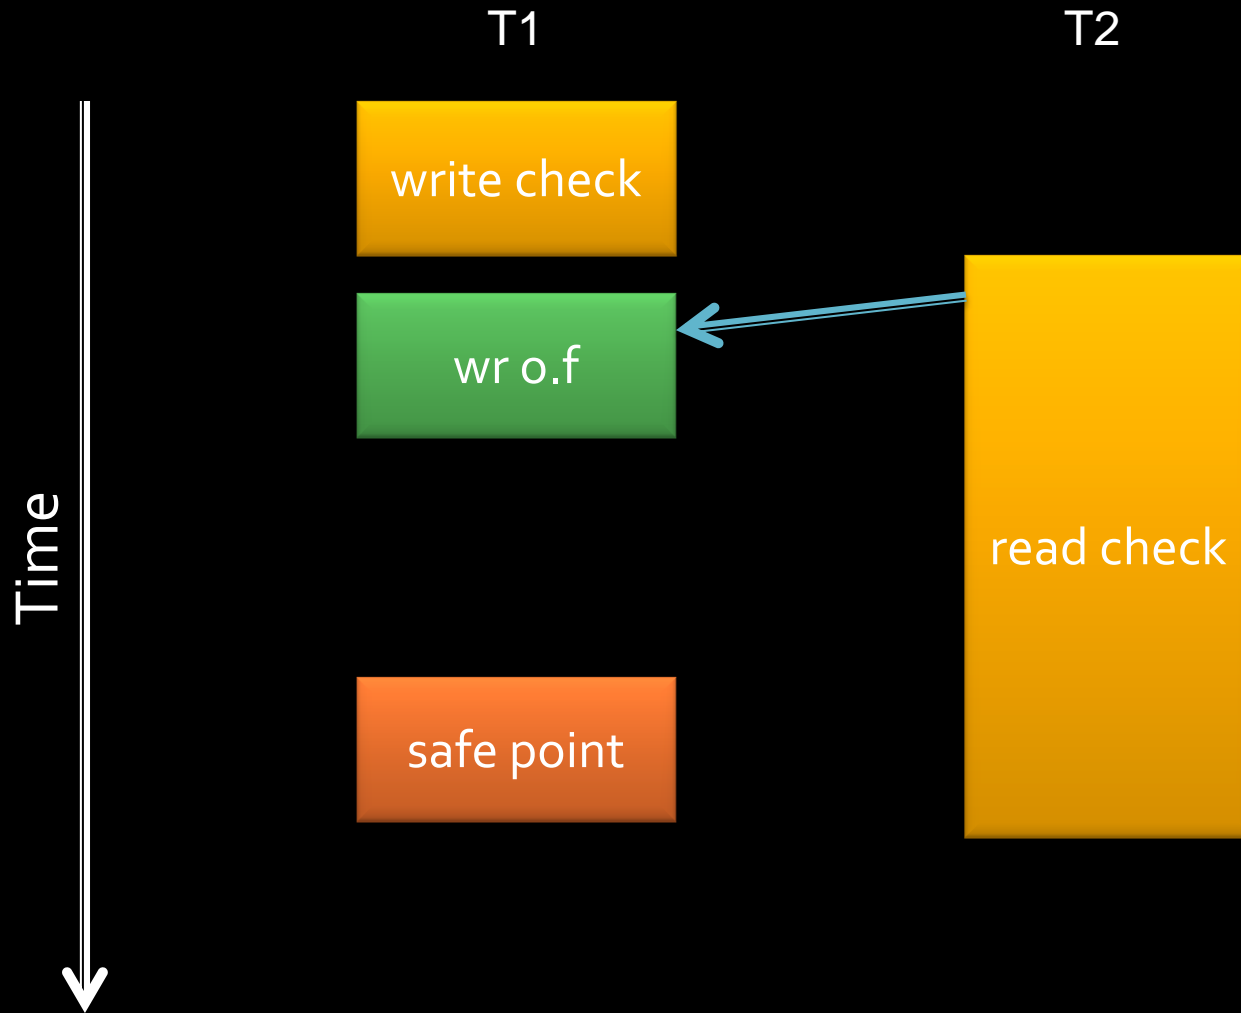 T1
T2
write check
wr o.f
read check
safe point
Time